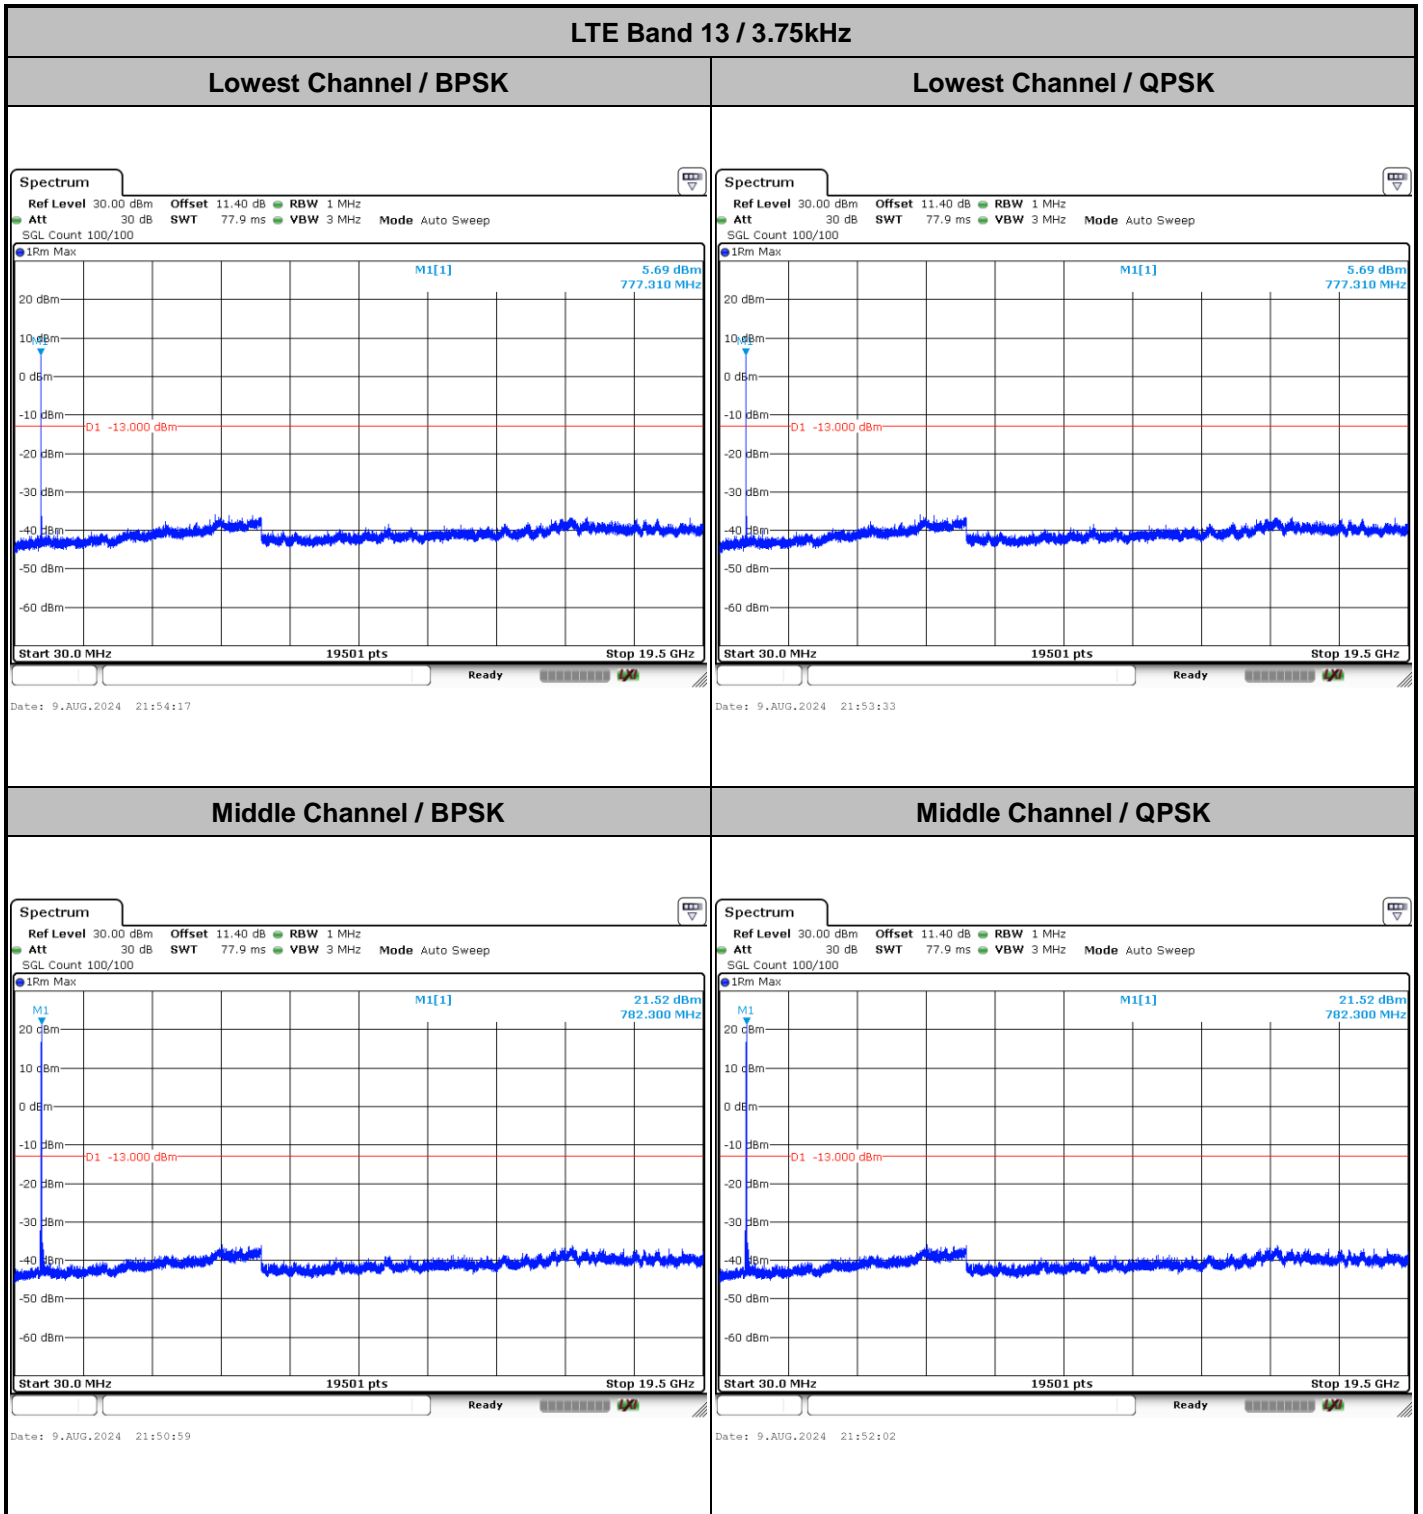 LTE Band 13 / 3.75kHz
Lowest Channel / BPSK
Lowest Channel / QPSK
Spectrum
Ref Level 30.00 dBm Offset 11.40 dB RBW 1 MHz
Att 30 dB SWT 77.9 ms VBW 3 MHz Mode Auto Sweep
SGL Count 100/100
1Rm Max
M1[1] 5.69 dBm
777.310 MHz
20 dBm
10 dBm
M1
0 dBm
-10 dBm
D1 -13.000 dBm
-20 dBm
-30 dBm
-40 dBm
-50 dBm
-60 dBm
Start 30.0 MHz 19501 pts Stop 19.5 GHz
Ready LXI
Date: 9.AUG.2024 21:54:17
Spectrum
Ref Level 30.00 dBm Offset 11.40 dB RBW 1 MHz
Att 30 dB SWT 77.9 ms VBW 3 MHz Mode Auto Sweep
SGL Count 100/100
1Rm Max
M1[1] 5.69 dBm
777.310 MHz
20 dBm
10 dBm
M1
0 dBm
-10 dBm
D1 -13.000 dBm
-20 dBm
-30 dBm
-40 dBm
-50 dBm
-60 dBm
Start 30.0 MHz 19501 pts Stop 19.5 GHz
Ready LXI
Date: 9.AUG.2024 21:53:33
Middle Channel / BPSK
Middle Channel / QPSK
Spectrum
Ref Level 30.00 dBm Offset 11.40 dB RBW 1 MHz
Att 30 dB SWT 77.9 ms VBW 3 MHz Mode Auto Sweep
SGL Count 100/100
1Rm Max
M1[1] 21.52 dBm
782.300 MHz
M1
20 dBm
10 dBm
0 dBm
-10 dBm
D1 -13.000 dBm
-20 dBm
-30 dBm
-40 dBm
-50 dBm
-60 dBm
Start 30.0 MHz 19501 pts Stop 19.5 GHz
Ready LXI
Date: 9.AUG.2024 21:50:59
Spectrum
Ref Level 30.00 dBm Offset 11.40 dB RBW 1 MHz
Att 30 dB SWT 77.9 ms VBW 3 MHz Mode Auto Sweep
SGL Count 100/100
1Rm Max
M1[1] 21.52 dBm
782.300 MHz
M1
20 dBm
10 dBm
0 dBm
-10 dBm
D1 -13.000 dBm
-20 dBm
-30 dBm
-40 dBm
-50 dBm
-60 dBm
Start 30.0 MHz 19501 pts Stop 19.5 GHz
Ready LXI
Date: 9.AUG.2024 21:52:02